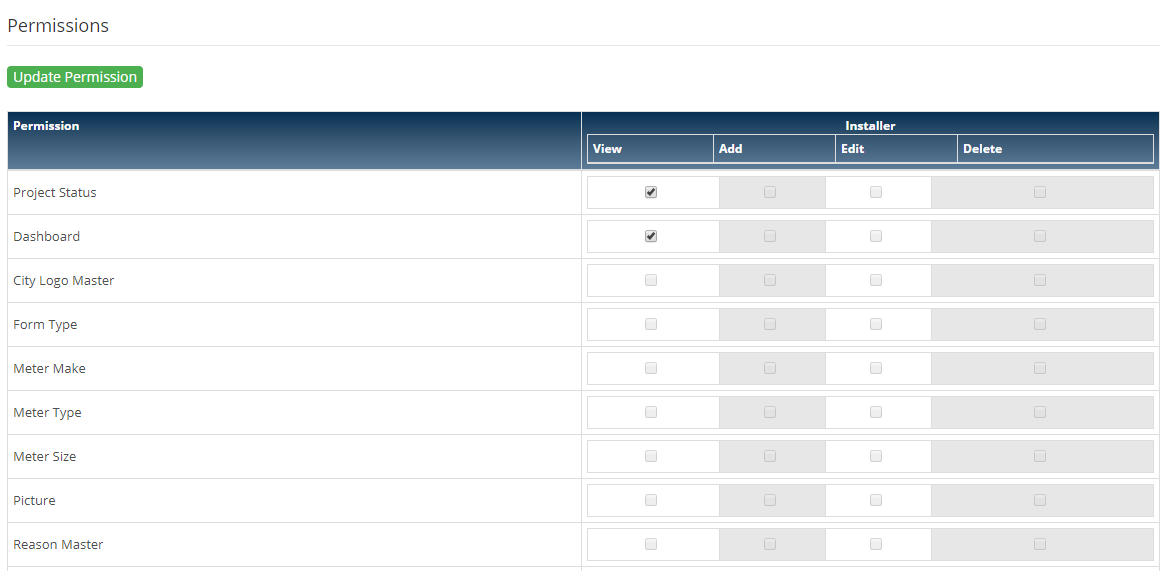 Permissions
Update Permission
Permission
Installer
View Add Edit Delete
Project Status
Dashboard
City Logo Master
Form Type
Meter Make
Meter Type
Meter Size
Picture
Reason Master